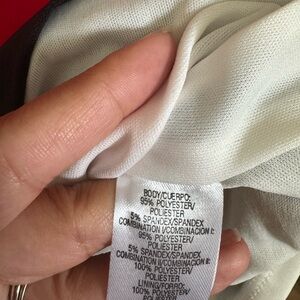 BODY/CUERPO:
95% POLYESTER/
POLIESTER
5% SPANDEX/SPANDEX
COMBINATION I/COMBINACION I:
95% POLYESTER/
POLIESTER
5% SPANDEX/SPANDEX
COMBINATION II/COMBINACION II:
100% POLYESTER/
POLIESTER
LINING/FORRO:
100% POLYESTER/